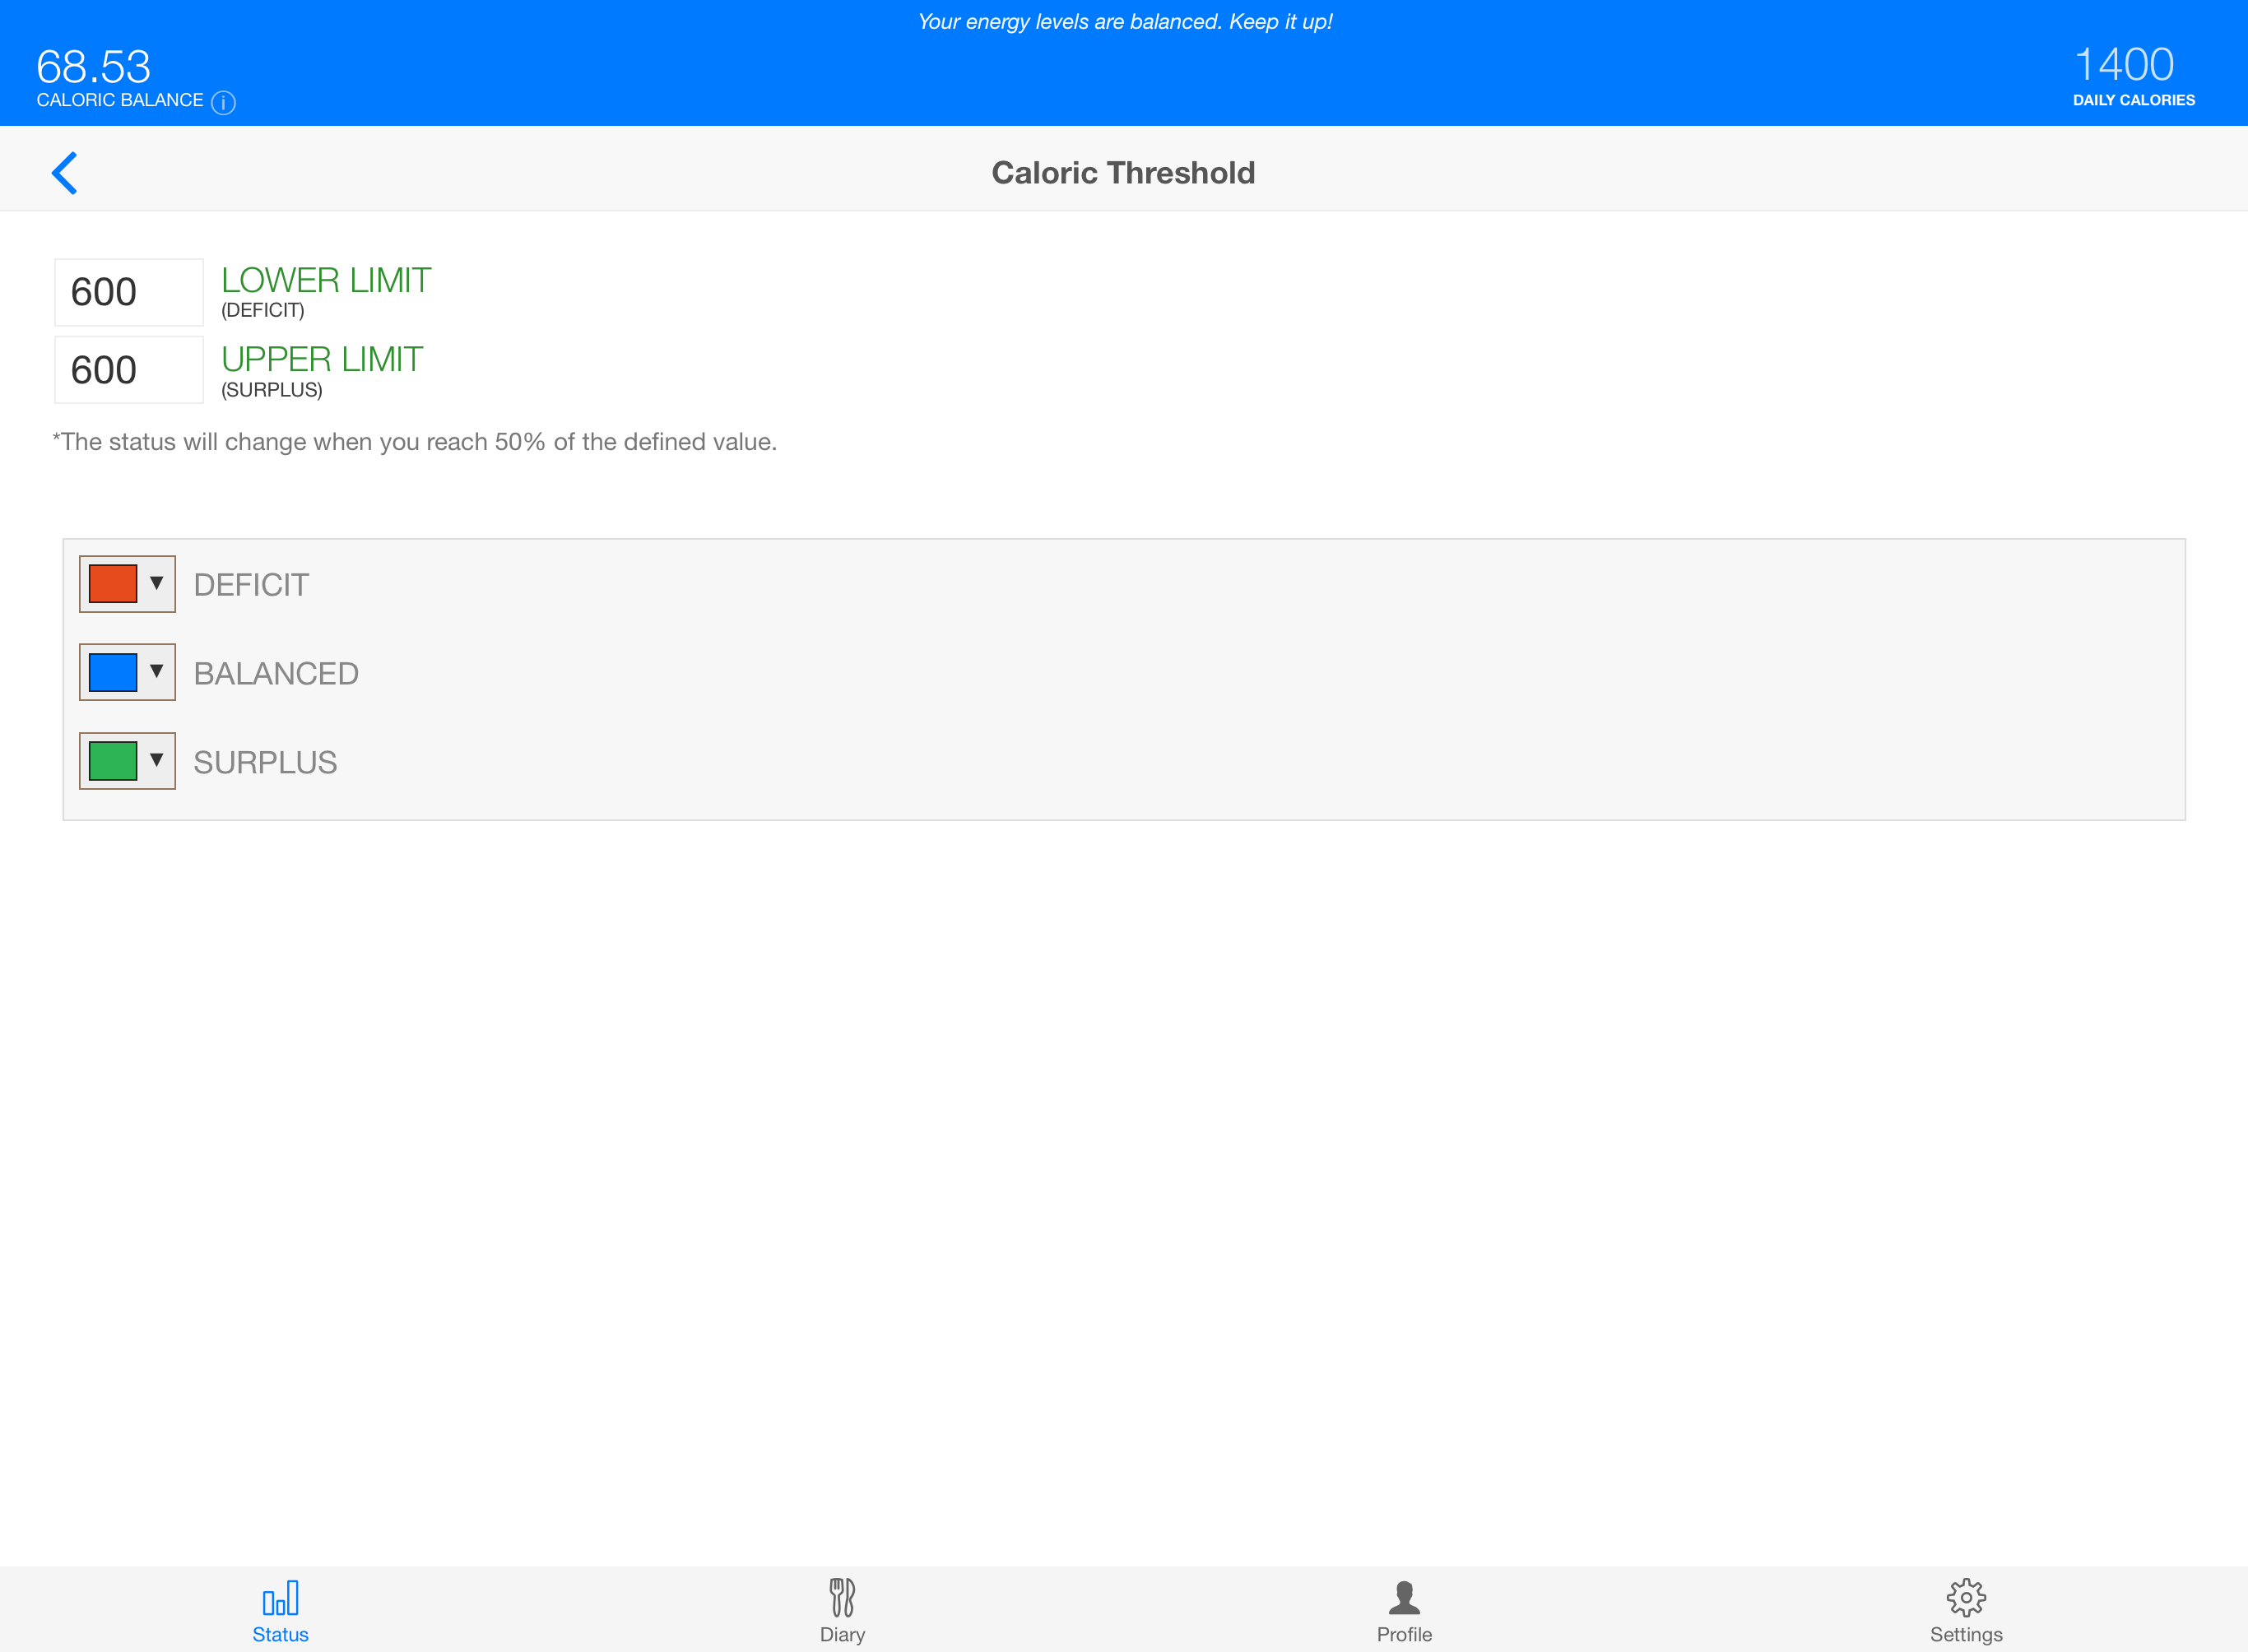 Your energy levels are balanced. Keep it up!
68.53
CALORIC BALANCE
1400
DAILY CALORIES
Caloric Threshold
600
LOWER LIMIT
(DEFICIT)
600
UPPER LIMIT
(SURPLUS)
*The status will change when you reach 50% of the defined value.
DEFICIT
BALANCED
SURPLUS
Status
Diary
Profile
Settings